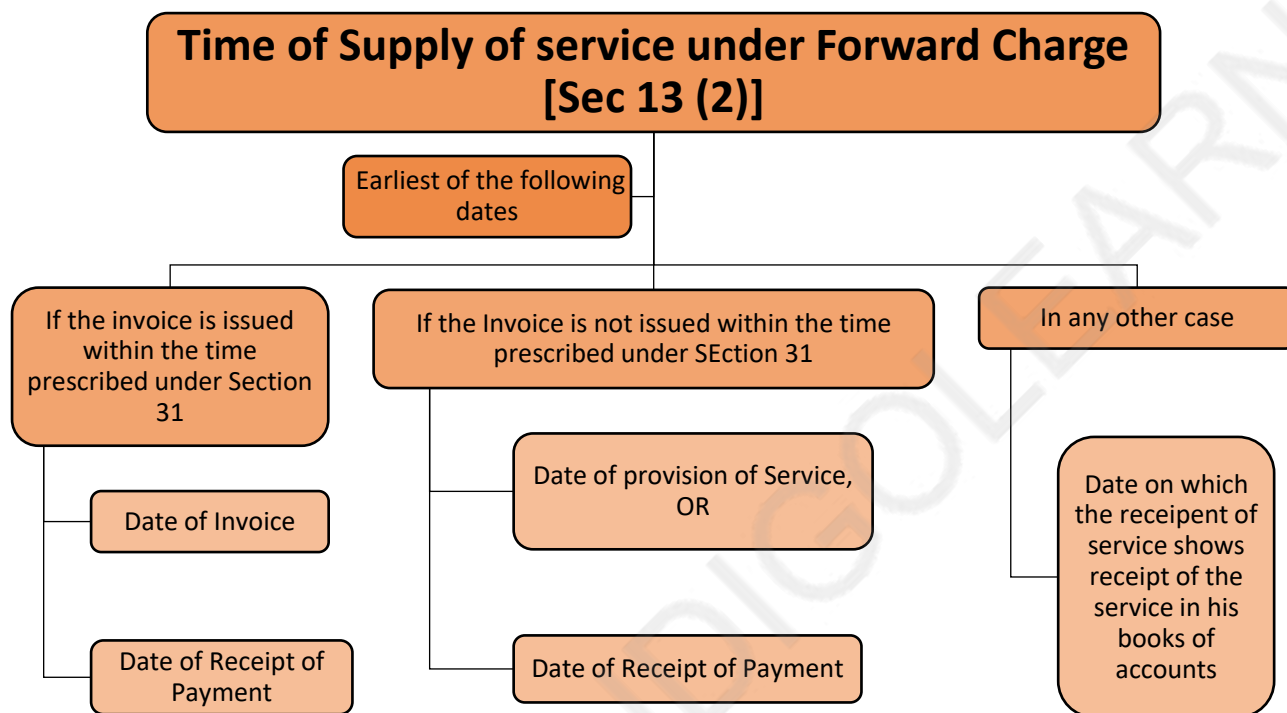 Time of Supply of service under Forward Charge
[Sec 13 (2)]
Earliest of the following
dates
If the invoice is issued
within the time
prescribed under Section
31
Date of Invoice
Date of Receipt of
Payment
If the Invoice is not issued within the time
prescribed under SEction 31
Date of provision of Service,
OR
Date of Receipt of Payment
In any other case
Date on which
the receipent of
service shows
receipt of the
service in his
books of
accounts